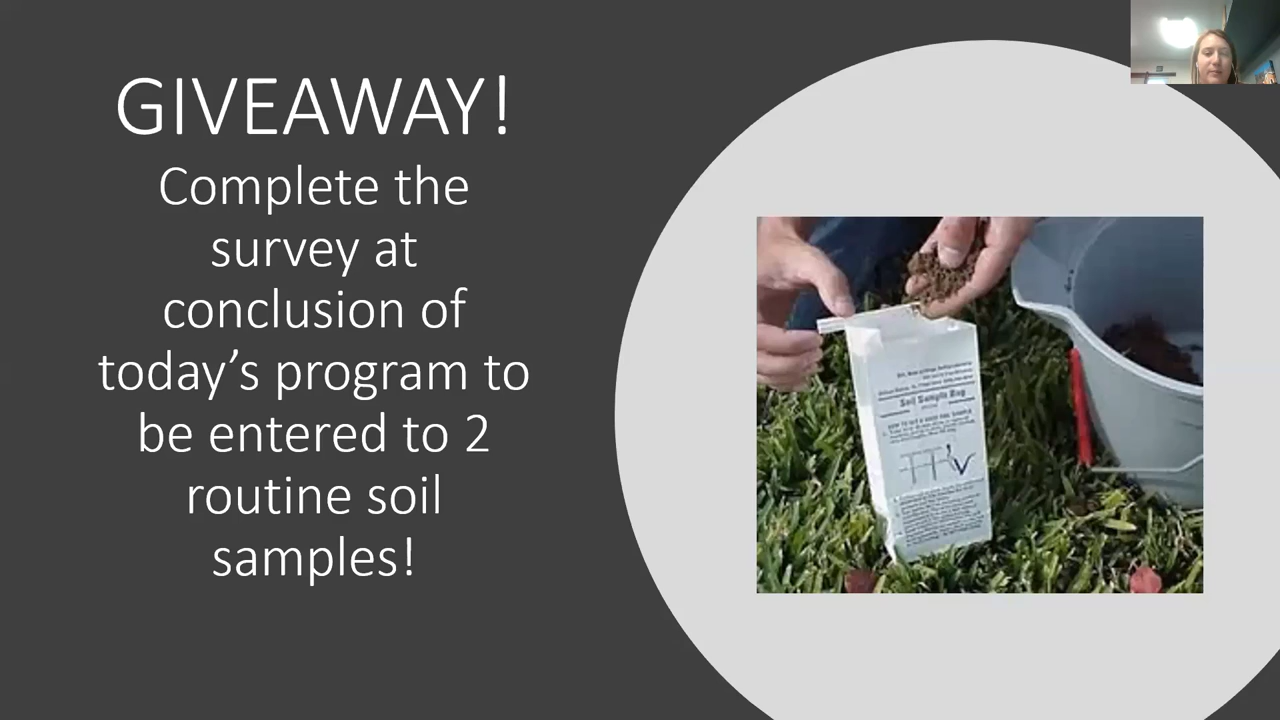 GIVEAWAY!
Complete the
survey at
conclusion of
today’s program to
be entered to 2
routine soil
samples!
Soil Sample Bag